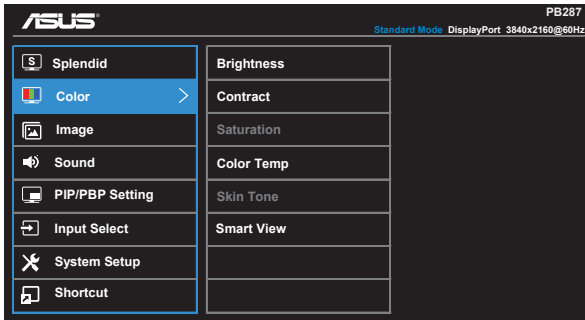 ASUS
PB287
Standard Mode DisplayPort 3840x2160@60Hz
S Splendid
Color
Image
Sound
PIP/PBP Setting
Input Select
System Setup
Shortcut
Brightness
Contract
Saturation
Color Temp
Skin Tone
Smart View